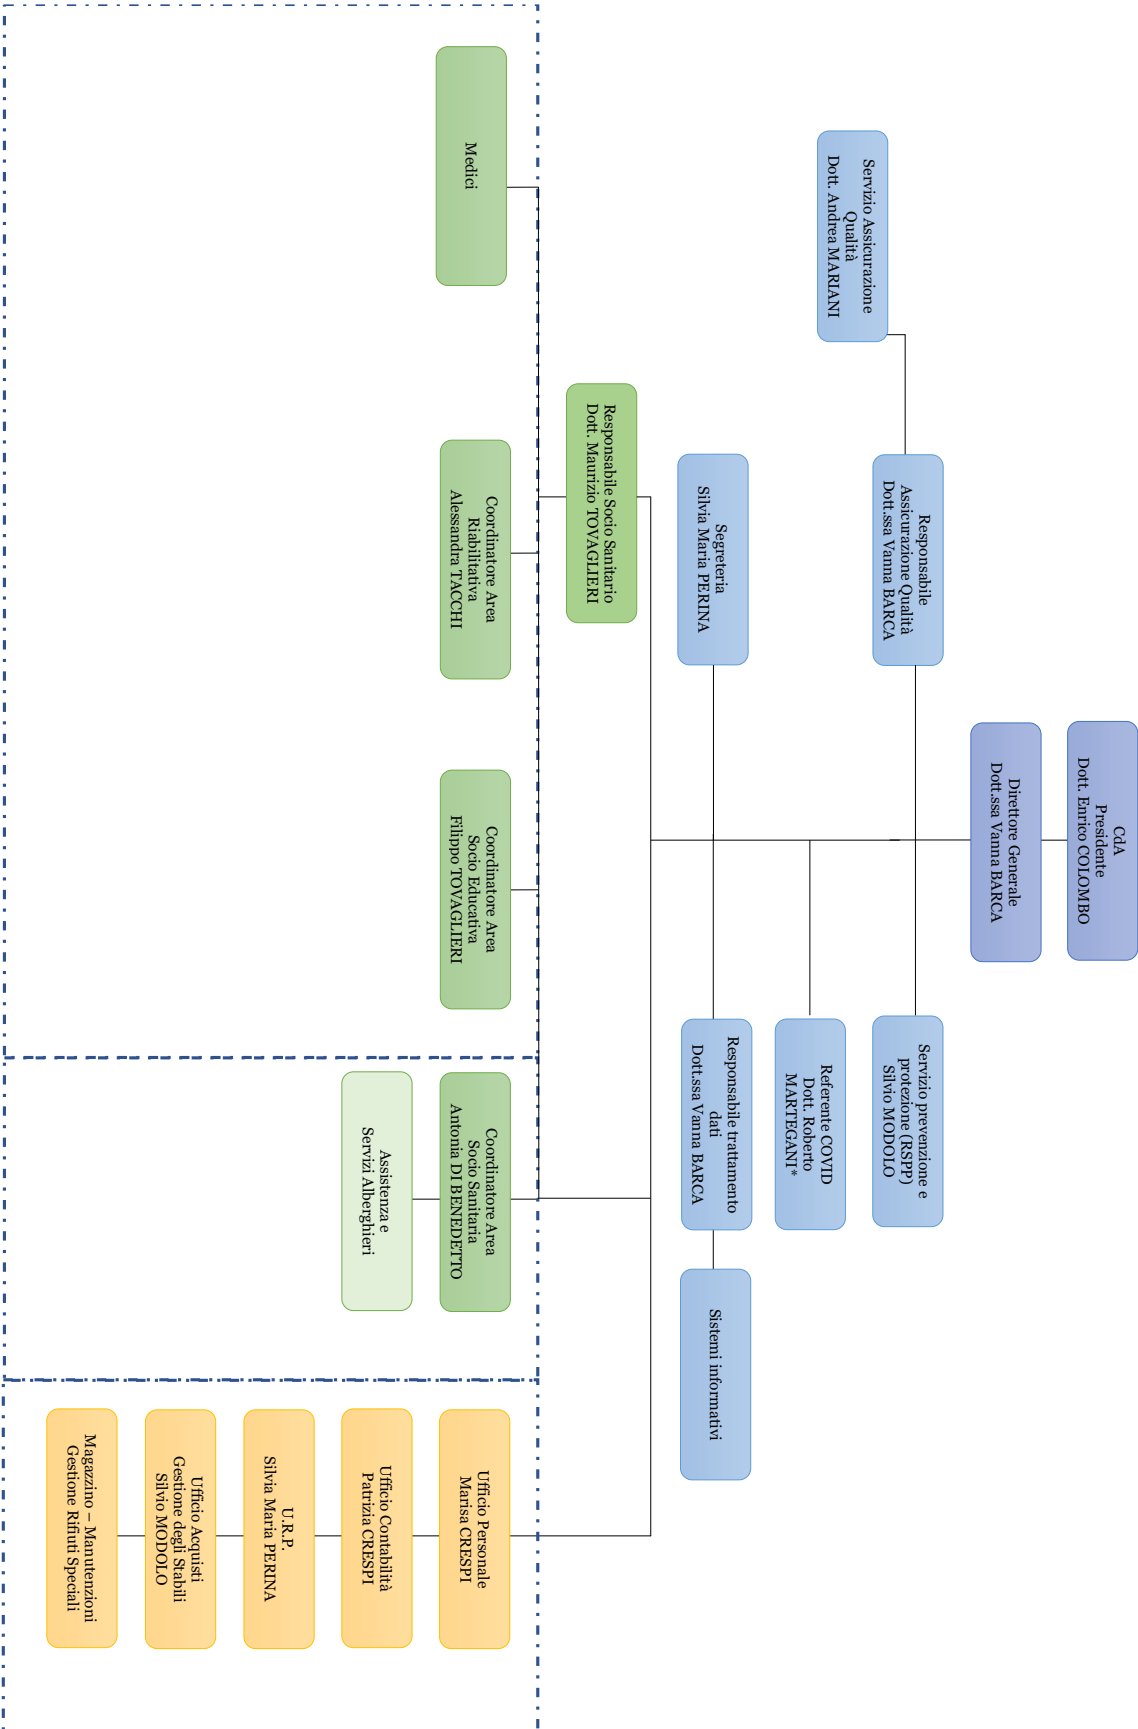 CdA
Presidente
Dott. Enrico COLOMBO
Direttore Generale
Dott.ssa Vanna BARCA
Servizio Assicurazione
Qualità
Dott. Andrea MARIANI
Responsabile
Assicurazione Qualità
Dott.ssa Vanna BARCA
Servizio prevenzione e
protezione (RSPP)
Silvio MODOLO
Referente COVID
Dott. Roberto
MARTEGANI*
Segreteria
Silvia Maria PERINA
Responsabile trattamento
dati
Dott.ssa Vanna BARCA
Sistemi informativi
Responsabile Socio Sanitario
Dott. Maurizio TOVAGLIERI
Medici
Coordinatore Area
Riabilitativa
Alessandra TACCHI
Coordinatore Area
Socio Educativa
Filippo TOVAGLIERI
Coordinatore Area
Socio Sanitaria
Antonia DI BENEDETTO
Assistenza e
Servizi Alberghieri
Ufficio Personale
Marisa CRESPI
Ufficio Contabilità
Patrizia CRESPI
U.R.P.
Silvia Maria PERINA
Ufficio Acquisti
Gestione degli Stabili
Silvio MODOLO
Magazzino – Manutenzioni
Gestione Rifiuti Speciali